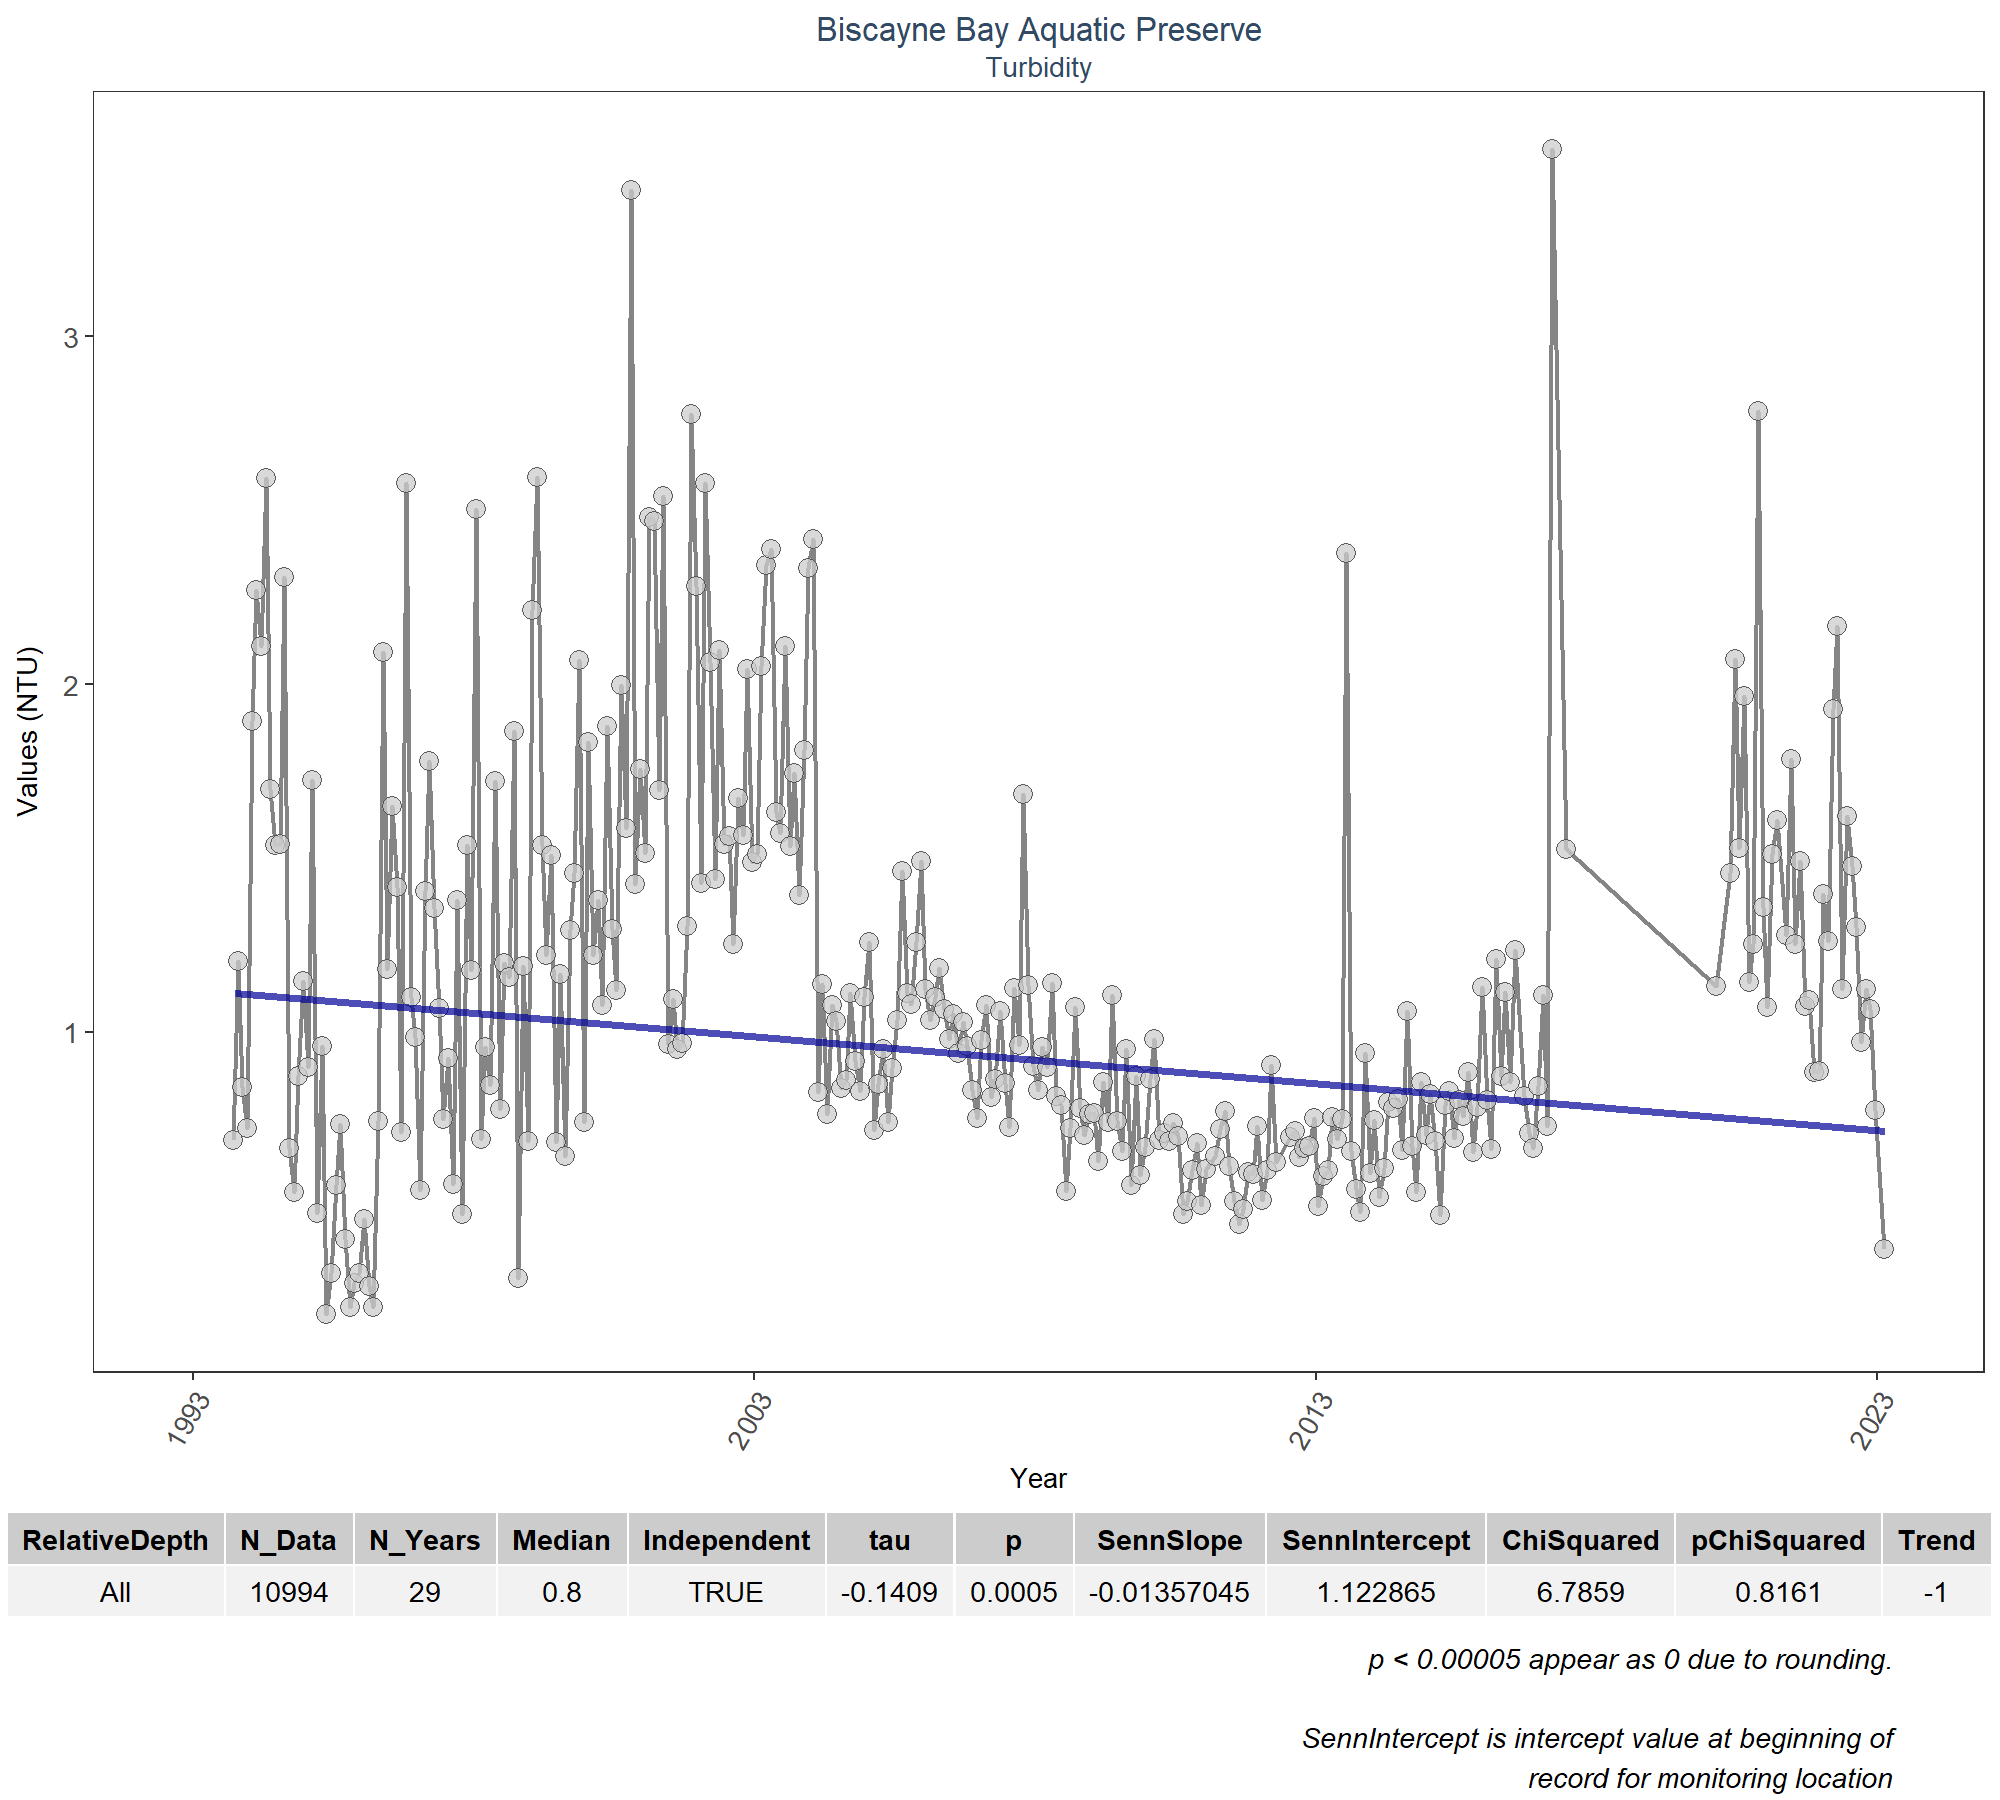 Biscayne Bay Aquatic Preserve
Turbidity
Values (NTU)
3
2
1
1993
2003
2013
2023
Year
RelativeDepth N_Data N_Years Median Independent tau p SennSlope SennIntercept ChiSquared pChiSquared Trend
All 10994 29 0.8 TRUE -0.1409 0.0005 -0.01357045 1.122865 6.7859 0.8161 -1
p < 0.00005 appear as 0 due to rounding.
SennIntercept is intercept value at beginning of
record for monitoring location